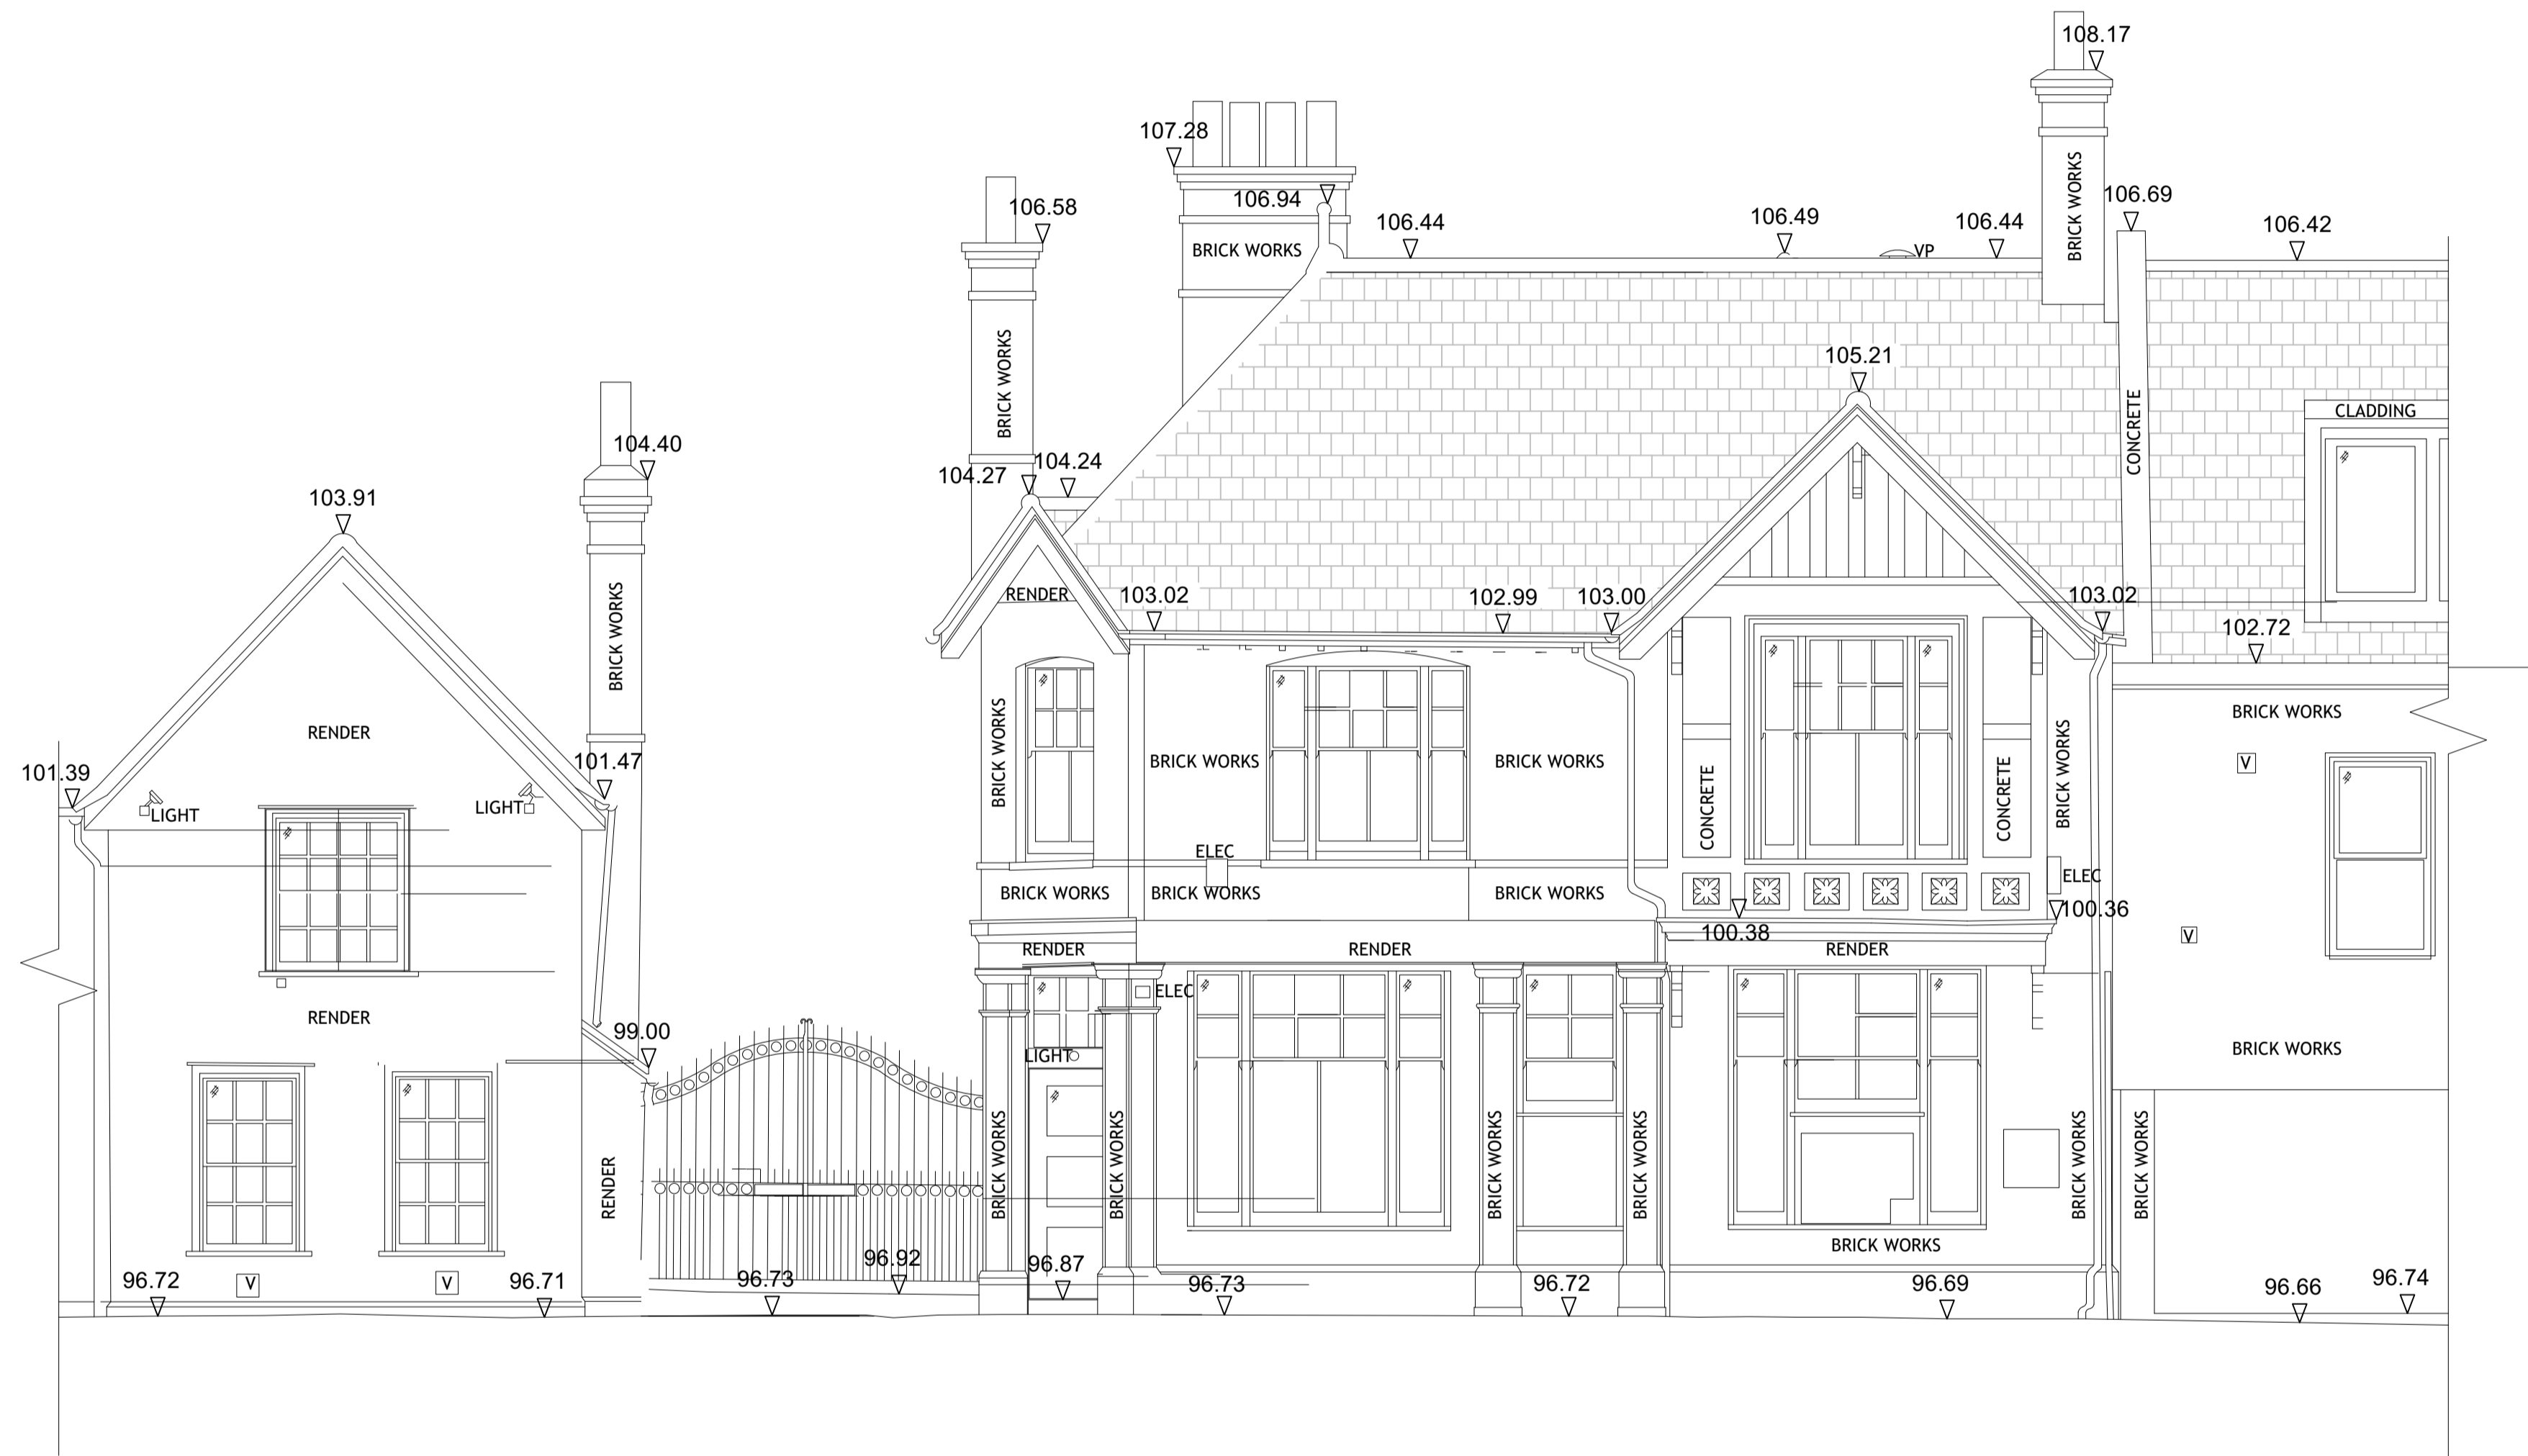 108.17
107.28
106.58
106.94
106.44
106.49
VP
106.44
106.69
106.42
BRICK WORKS
BRICK WORKS
BRICK WORKS
105.21
CONCRETE
CLADDING
104.40
104.27
104.24
103.91
RENDER
103.02
102.99
103.00
103.02
102.72
BRICK WORKS
RENDER
BRICK WORKS
101.39
101.47
LIGHT
LIGHT
BRICK WORKS
BRICK WORKS
BRICK WORKS
CONCRETE
CONCRETE
BRICK WORKS
V
ELEC
ELEC
BRICK WORKS
BRICK WORKS
BRICK WORKS
100.38
100.36
V
RENDER
RENDER
RENDER
ELEC
RENDER
99.00
LIGHT
BRICK WORKS
RENDER
BRICK WORKS
BRICK WORKS
BRICK WORKS
BRICK WORKS
BRICK WORKS
BRICK WORKS
BRICK WORKS
96.72
V
V
96.71
96.73
96.92
96.87
96.73
96.72
96.69
96.66
96.74